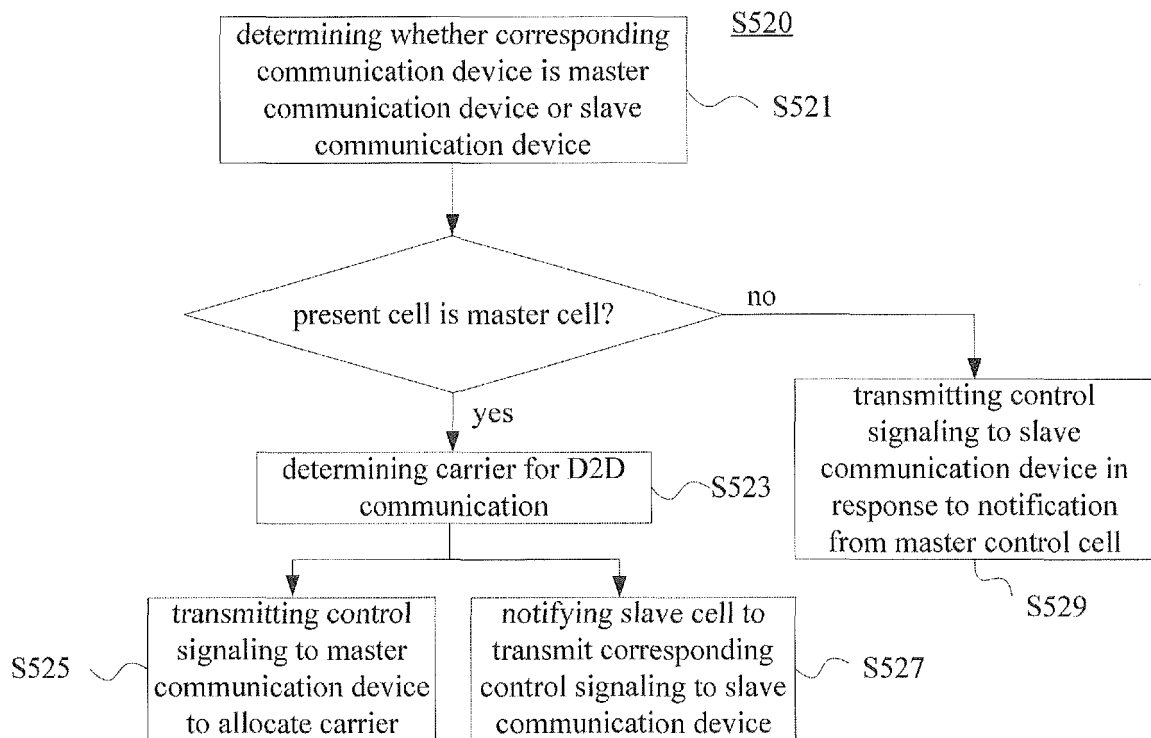 S520
determining whether corresponding
communication device is master
communication device or slave
communication device
S521
present cell is master cell?
no
yes
determining carrier for D2D
communication
S523
transmitting control
signaling to slave
communication device in
response to notification
from master control cell
S529
transmitting control
signaling to master
communication device
to allocate carrier
S525
notifying slave cell to
transmit corresponding
control signaling to slave
communication device
S527